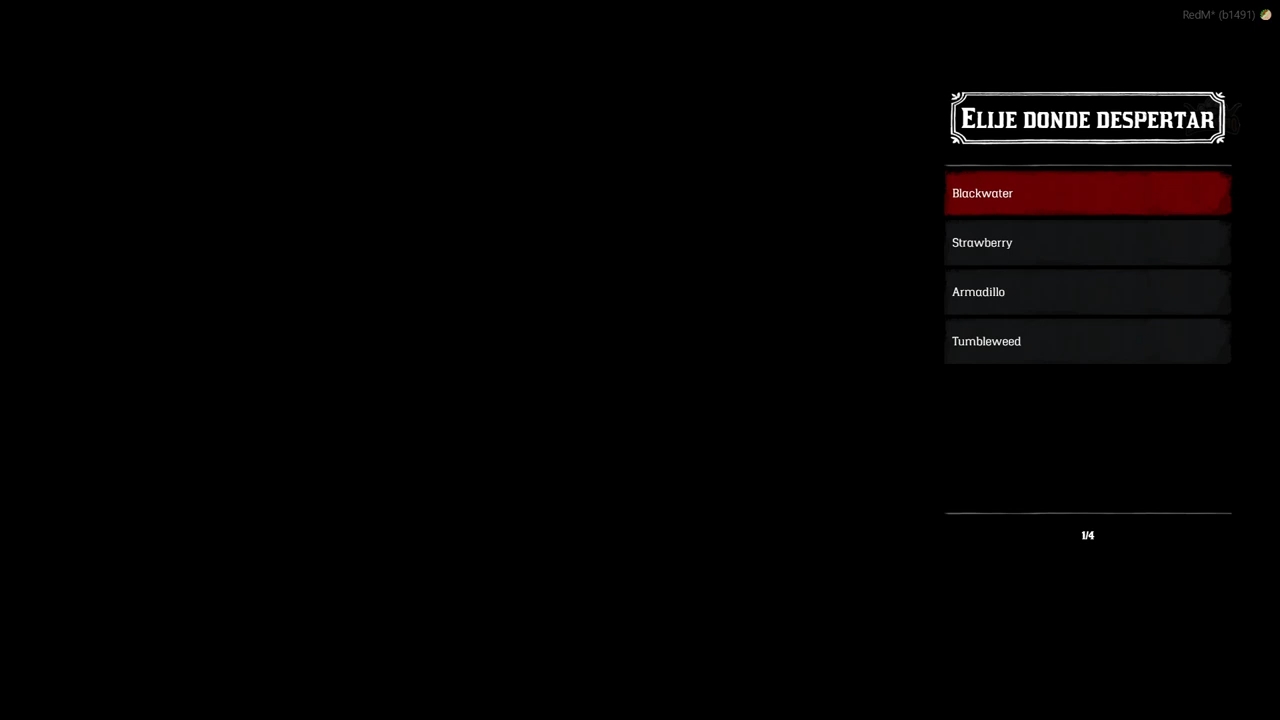 RedM* (b1491)
ELIJE DONDE DESPERTAR
Blackwater
Strawberry
Armadillo
Tumbleweed
1/4